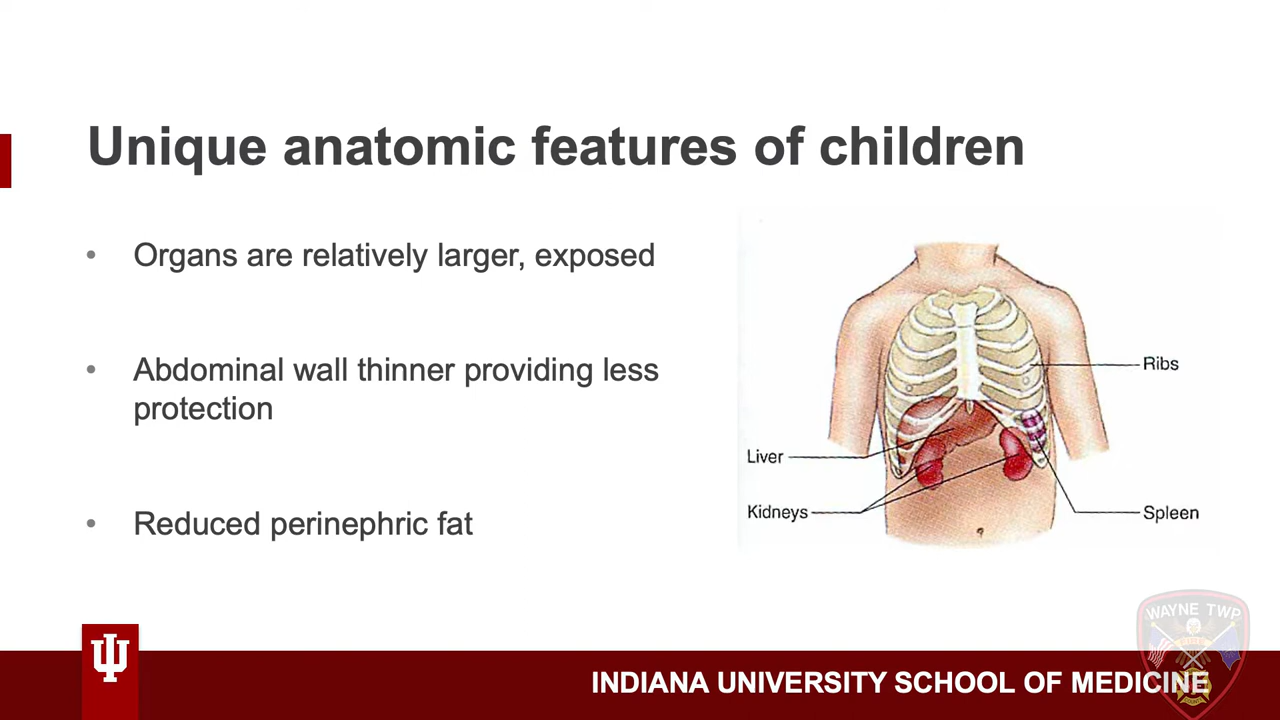 Unique anatomic features of children
• Organs are relatively larger, exposed
• Abdominal wall thinner providing less
protection
• Reduced perinephric fat
Ribs
Liver
Kidneys
Spleen
WAYNE TWP
INDIANA UNIVERSITY SCHOOL OF MEDICINE